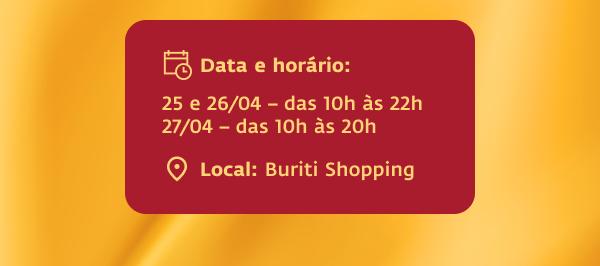 Data e horário:
25 e 26/04 – das 10h às 22h
27/04 – das 10h às 20h
Local: Buriti Shopping